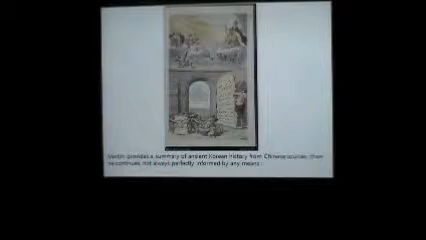 Martini provides a summary of ancient Korean history from Chinese sources, then
he continues, not always perfectly informed by any means: